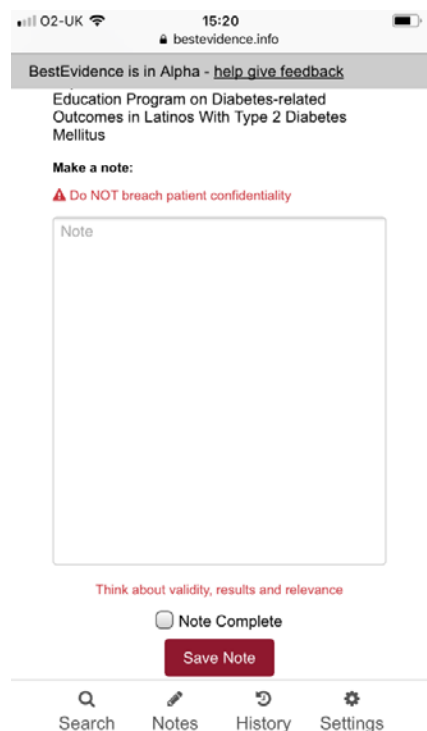 O2-UK 15:20
bestevidence.info
BestEvidence is in Alpha - help give feedback
Education Program on Diabetes-related
Outcomes in Latinos With Type 2 Diabetes
Mellitus
Make a note:
Do NOT breach patient confidentiality
Note
Think about validity, results and relevance
Note Complete
Save Note
Search Notes History Settings